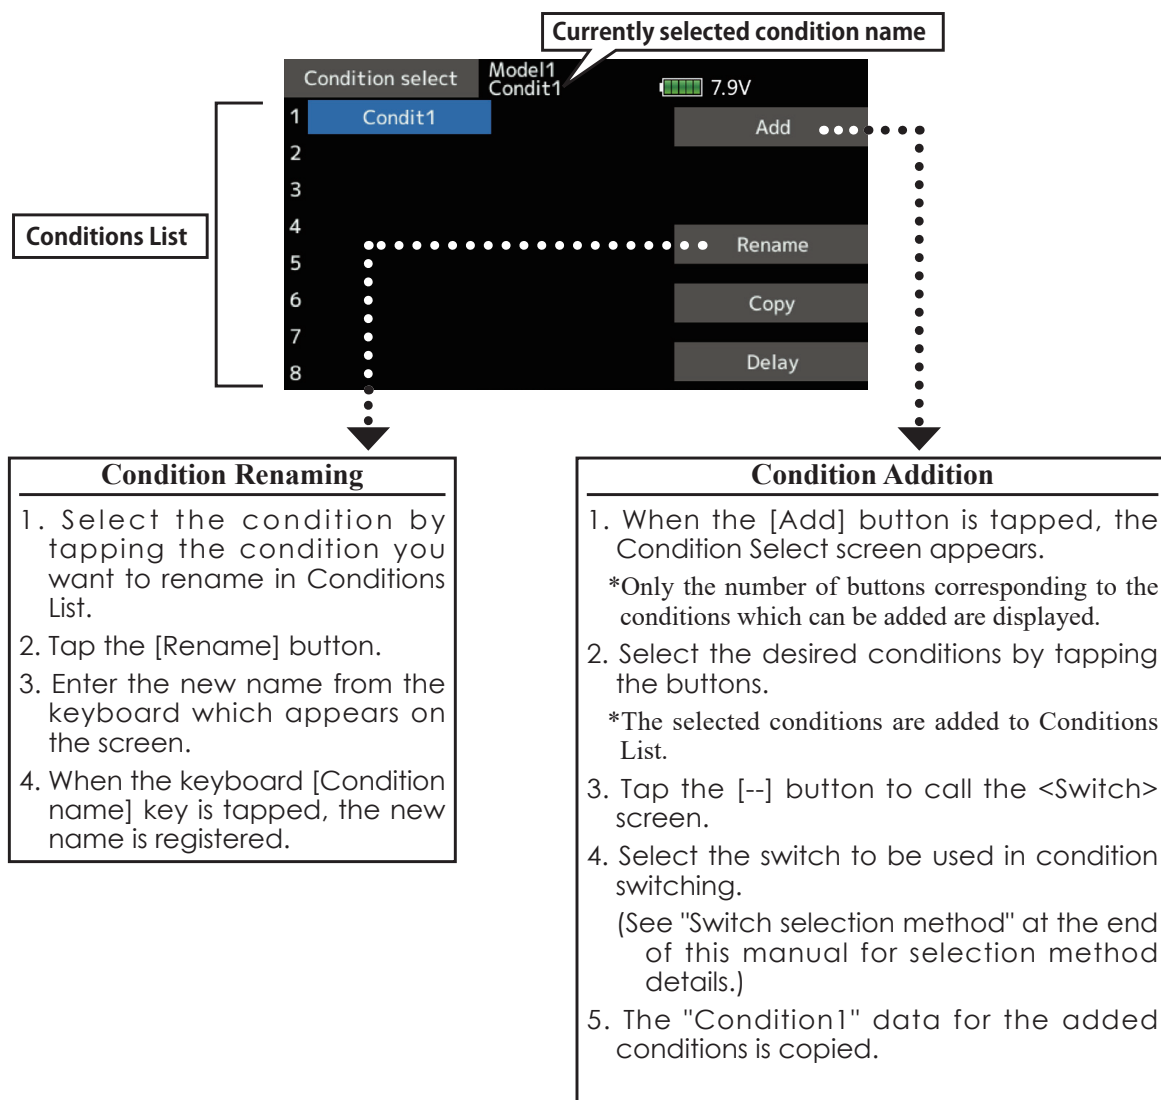 Currently selected condition name
Condition select
Model1
Condit1
7.9V
1
Condit1
Add
2
3
Conditions List
4
Rename
5
6
Copy
7
Delay
8
Condition Renaming
1. Select the condition by
tapping the condition you
want to rename in Conditions
List.
2. Tap the [Rename] button.
3. Enter the new name from the
keyboard which appears on
the screen.
4. When the keyboard [Condition
name] key is tapped, the new
name is registered.
Condition Addition
1. When the [Add] button is tapped, the
Condition Select screen appears.
*Only the number of buttons corresponding to the
conditions which can be added are displayed.
2. Select the desired conditions by tapping
the buttons.
*The selected conditions are added to Conditions
List.
3. Tap the [--] button to call the <Switch>
screen.
4. Select the switch to be used in condition
switching.
(See "Switch selection method" at the end
of this manual for selection method
details.)
5. The "Condition1" data for the added
conditions is copied.